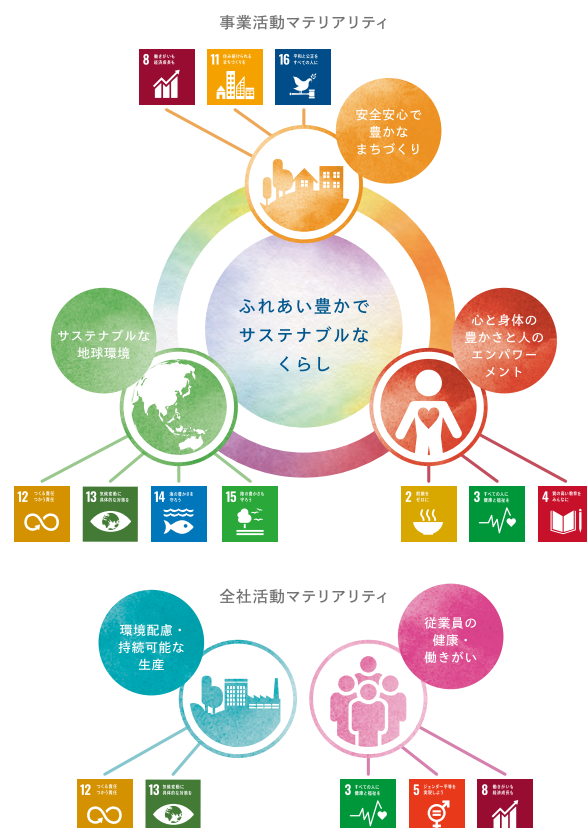 事業活動マテリアリティ
8 働きがいも
経済成長も
11 住み続けられる
まちづくりを
16 平和と公正を
すべての人に
安全安心で
豊かな
まちづくり
ふれあい豊かで
サステナブルな
くらし
サステナブルな
地球環境
心と身体の
豊かさと人の
エンパワー
メント
12 つくる責任
つかう責任
13 気候変動に
具体的な対策を
14 海の豊かさを
守ろう
15 陸の豊かさも
守ろう
2 飢餓を
ゼロに
3 すべての人に
健康と福祉を
4 質の高い教育を
みんなに
全社活動マテリアリティ
環境配慮・
持続可能な
生産
従業員の
健康・
働きがい
12 つくる責任
つかう責任
13 気候変動に
具体的な対策を
3 すべての人に
健康と福祉を
5 ジェンダー平等を
実現しよう
8 働きがいも
経済成長も